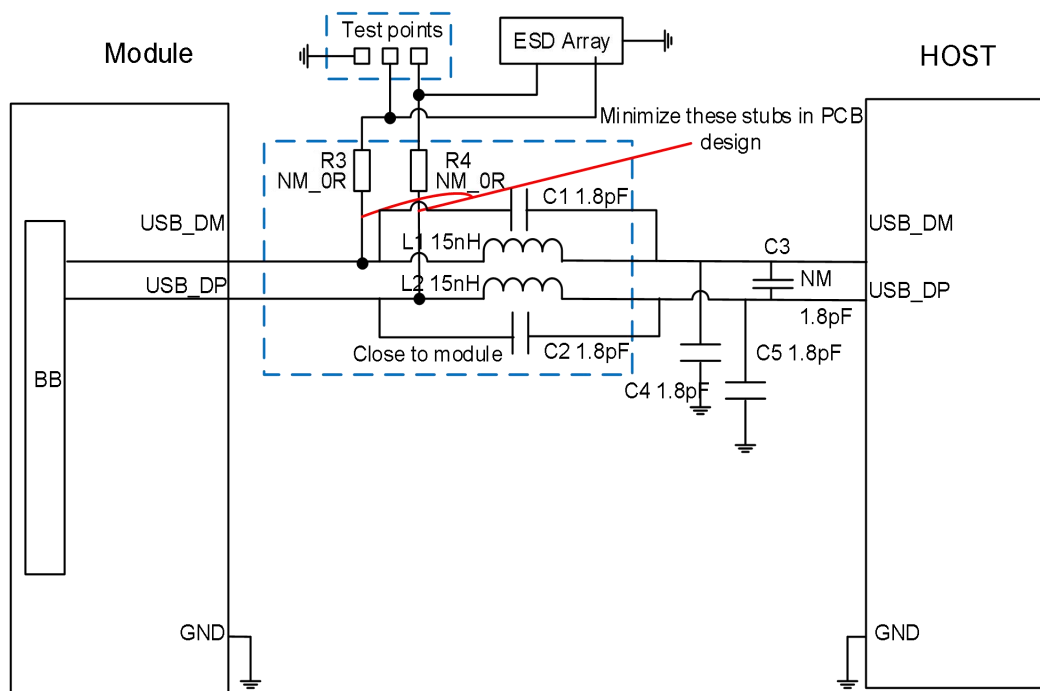 Test points
ESD Array
Module
HOST
Minimize these stubs in PCB
design
R3
NM_0R
R4
NM_0R
C1 1.8pF
USB_DM
L1 15nH
USB_DM
C3
NM
USB_DP
L2 15nH
USB_DP
1.8pF
Close to module
C2 1.8pF
C5 1.8pF
BB
C4 1.8pF
GND
GND